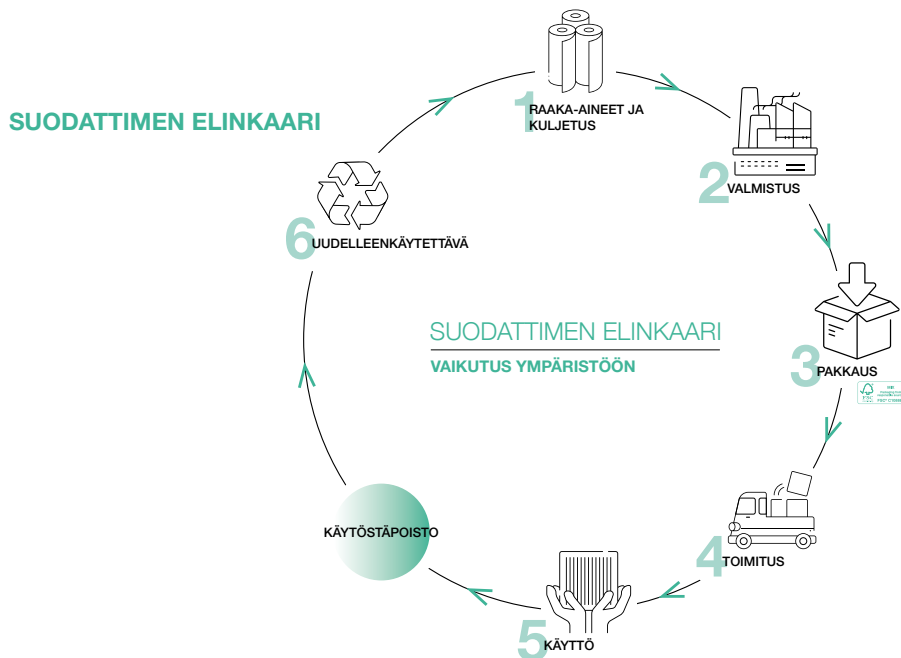 SUODATTIMEN ELINKAARI
1
RAAKA-AINEET JA
KULJETUS
2
VALMISTUS
3
PAKKAUS
4
TOIMITUS
5
KÄYTTÖ
KÄYTÖSTÄPOISTO
6
UUDELLEENKÄYTETTÄVÄ
SUODATTIMEN ELINKAARI
VAIKUTUS YMPÄRISTÖÖN